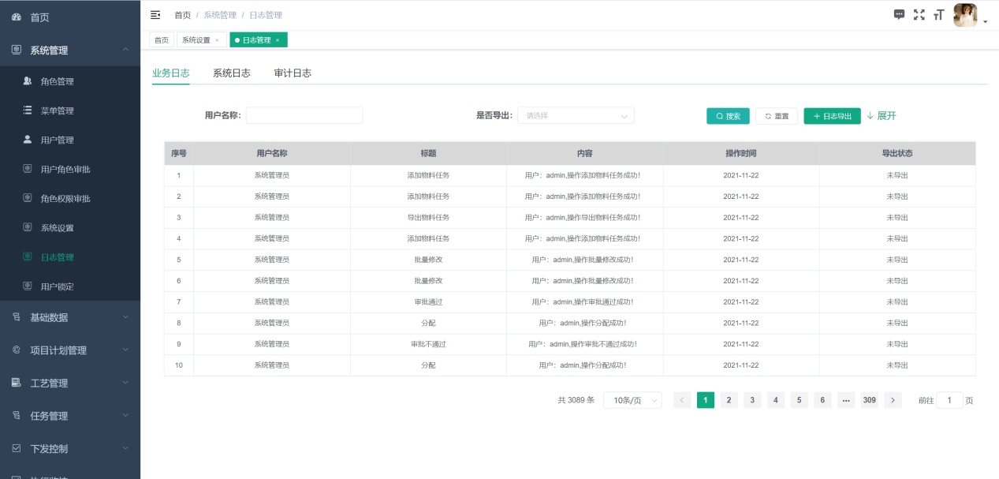 首页
系统管理
角色管理
菜单管理
用户管理
用户角色审批
角色权限审批
系统设置
日志管理
用户锁定
基础数据
项目计划管理
工艺管理
任务管理
下发控制
首页 / 系统管理 / 日志管理
首页 系统设置 × 日志管理 ×
业务日志 系统日志 审计日志
用户名称: 是否导出: 请选择 搜索 重置 + 日志导出 ↓ 展开
序号 用户名称 标题 内容 操作时间 导出状态
1 系统管理员 添加物料任务 用户：admin,操作添加物料任务成功! 2021-11-22 未导出
2 系统管理员 添加物料任务 用户：admin,操作添加物料任务成功! 2021-11-22 未导出
3 系统管理员 导出物料任务 用户：admin,操作导出物料任务成功! 2021-11-22 未导出
4 系统管理员 添加物料任务 用户：admin,操作添加物料任务成功! 2021-11-22 未导出
5 系统管理员 批量修改 用户：admin,操作批量修改成功! 2021-11-22 未导出
6 系统管理员 批量修改 用户：admin,操作批量修改成功! 2021-11-22 未导出
7 系统管理员 审批通过 用户：admin,操作审批通过成功! 2021-11-22 未导出
8 系统管理员 分配 用户：admin,操作分配成功! 2021-11-22 未导出
9 系统管理员 审批不通过 用户：admin,操作审批不通过成功! 2021-11-22 未导出
10 系统管理员 分配 用户：admin,操作分配成功! 2021-11-22 未导出
共 3089 条 10条/页 < 1 2 3 4 5 6 ··· 309 > 前往 1 页